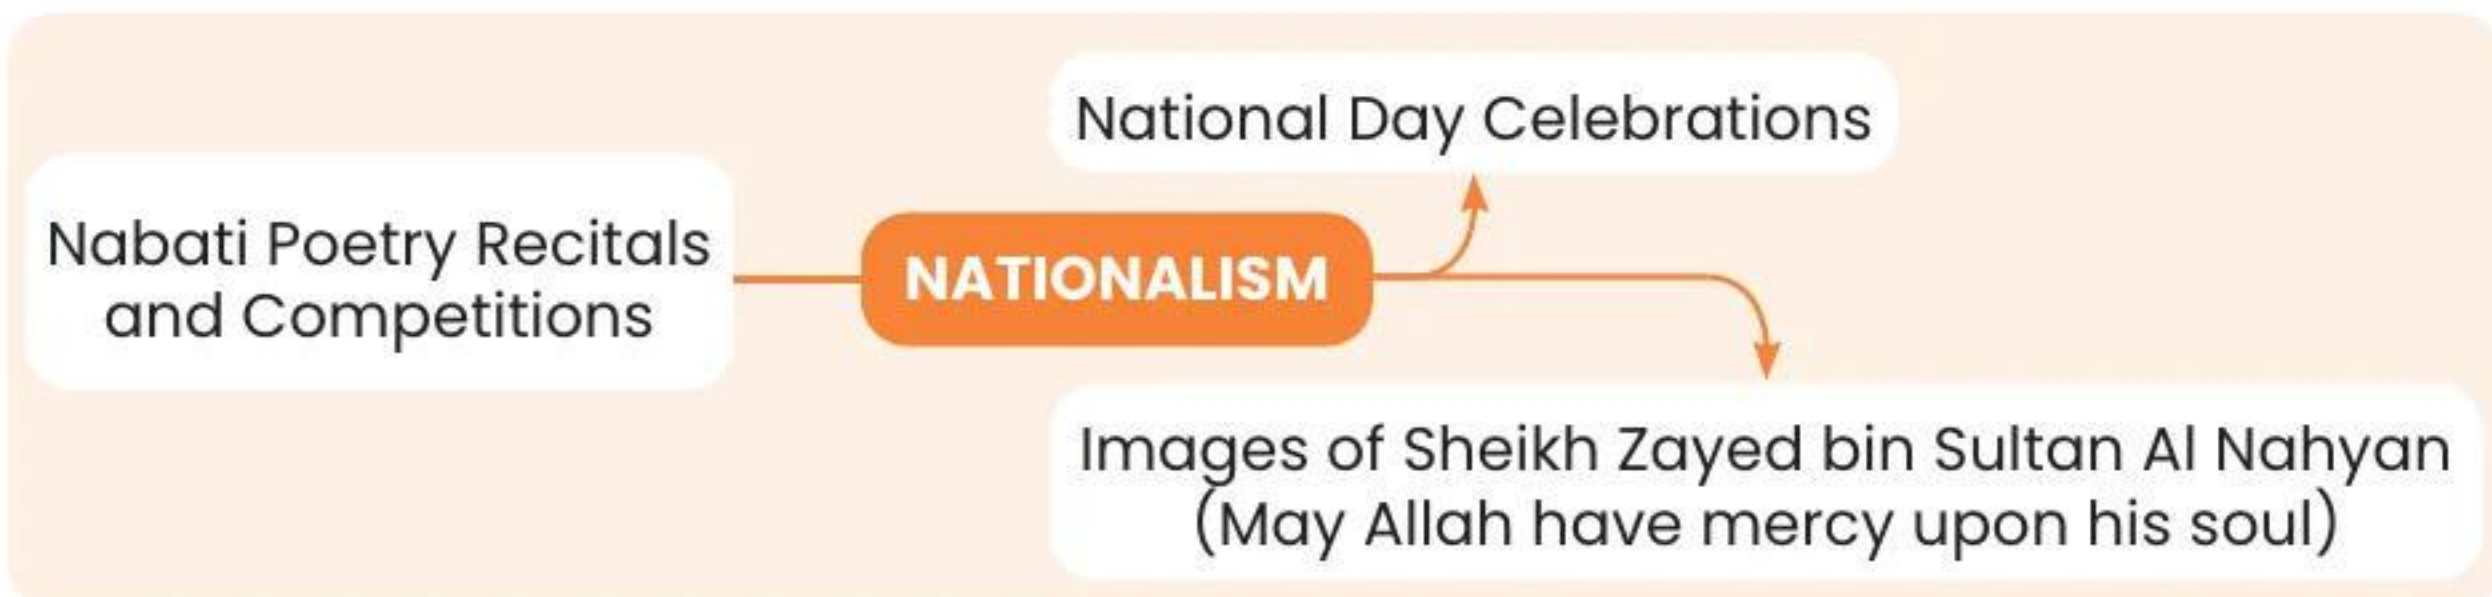 National Day Celebrations
Nabati Poetry Recitals
and Competitions
NATIONALISM
Images of Sheikh Zayed bin Sultan Al Nahyan
(May Allah have mercy upon his soul)